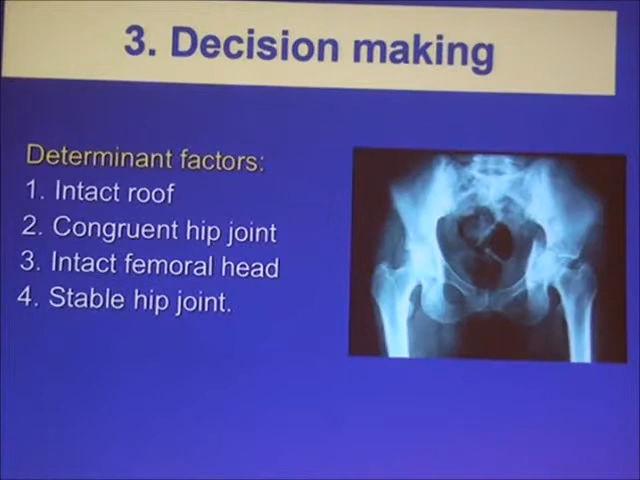 3. Decision making
Determinant factors:
1. Intact roof
2. Congruent hip joint
3. Intact femoral head
4. Stable hip joint.